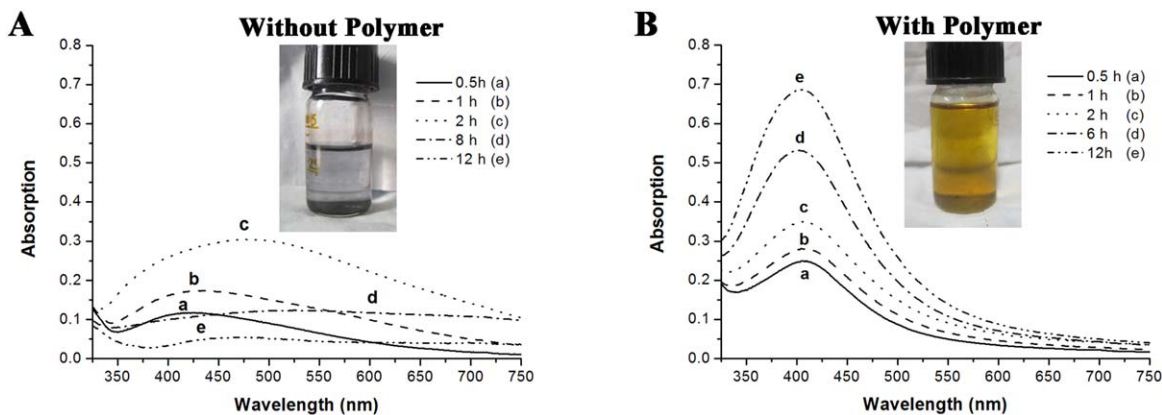 A
Without Polymer
Absorption
0.8
0.7
0.6
0.5
0.4
0.3
0.2
0.1
0.0
0.5h (a)
1 h (b)
2 h (c)
8 h (d)
12 h (e)
c
b
a
d
e
350 400 450 500 550 600 650 700 750
Wavelength (nm)
B
With Polymer
Absorption
0.8
0.7
0.6
0.5
0.4
0.3
0.2
0.1
0.0
0.5 h (a)
1 h (b)
2 h (c)
6 h (d)
12h (e)
e
d
c
b
a
350 400 450 500 550 600 650 700 750
Wavelength (nm)